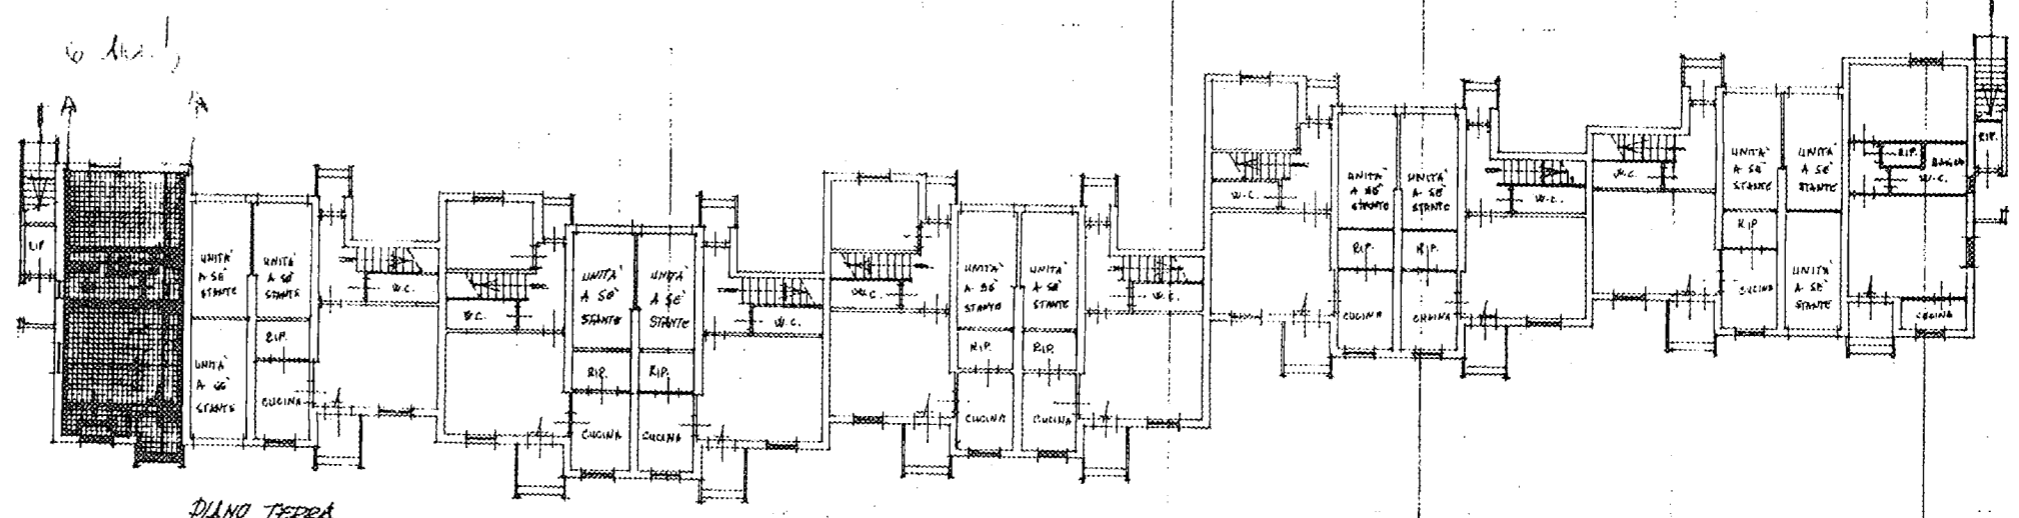 A
A
RIP.
UNITA'
A SE'
STANTE
UNITA'
A SE'
STANTE
UNITA'
A SE'
STANTE
RIP.
CUCINA
W.C.
W.C.
UNITA'
A SE'
STANTE
UNITA'
A SE'
STANTE
RIP.
RIP.
CUCINA
CUCINA
W.C.
W.C.
UNITA'
A SE'
STANTE
UNITA'
A SE'
STANTE
RIP.
RIP.
CUCINA
CUCINA
W.C.
W.C.
UNITA'
A SE'
STANTE
UNITA'
A SE'
STANTE
RIP.
RIP.
CUCINA
CUCINA
W.C.
W.C.
UNITA'
A SE'
STANTE
RIP
CUCINA
UNITA'
A SE'
STANTE
UNITA'
A SE'
STANTE
RIP.
BAGNO
W.C.
CUCINA
RIP.
PIANO TERRA